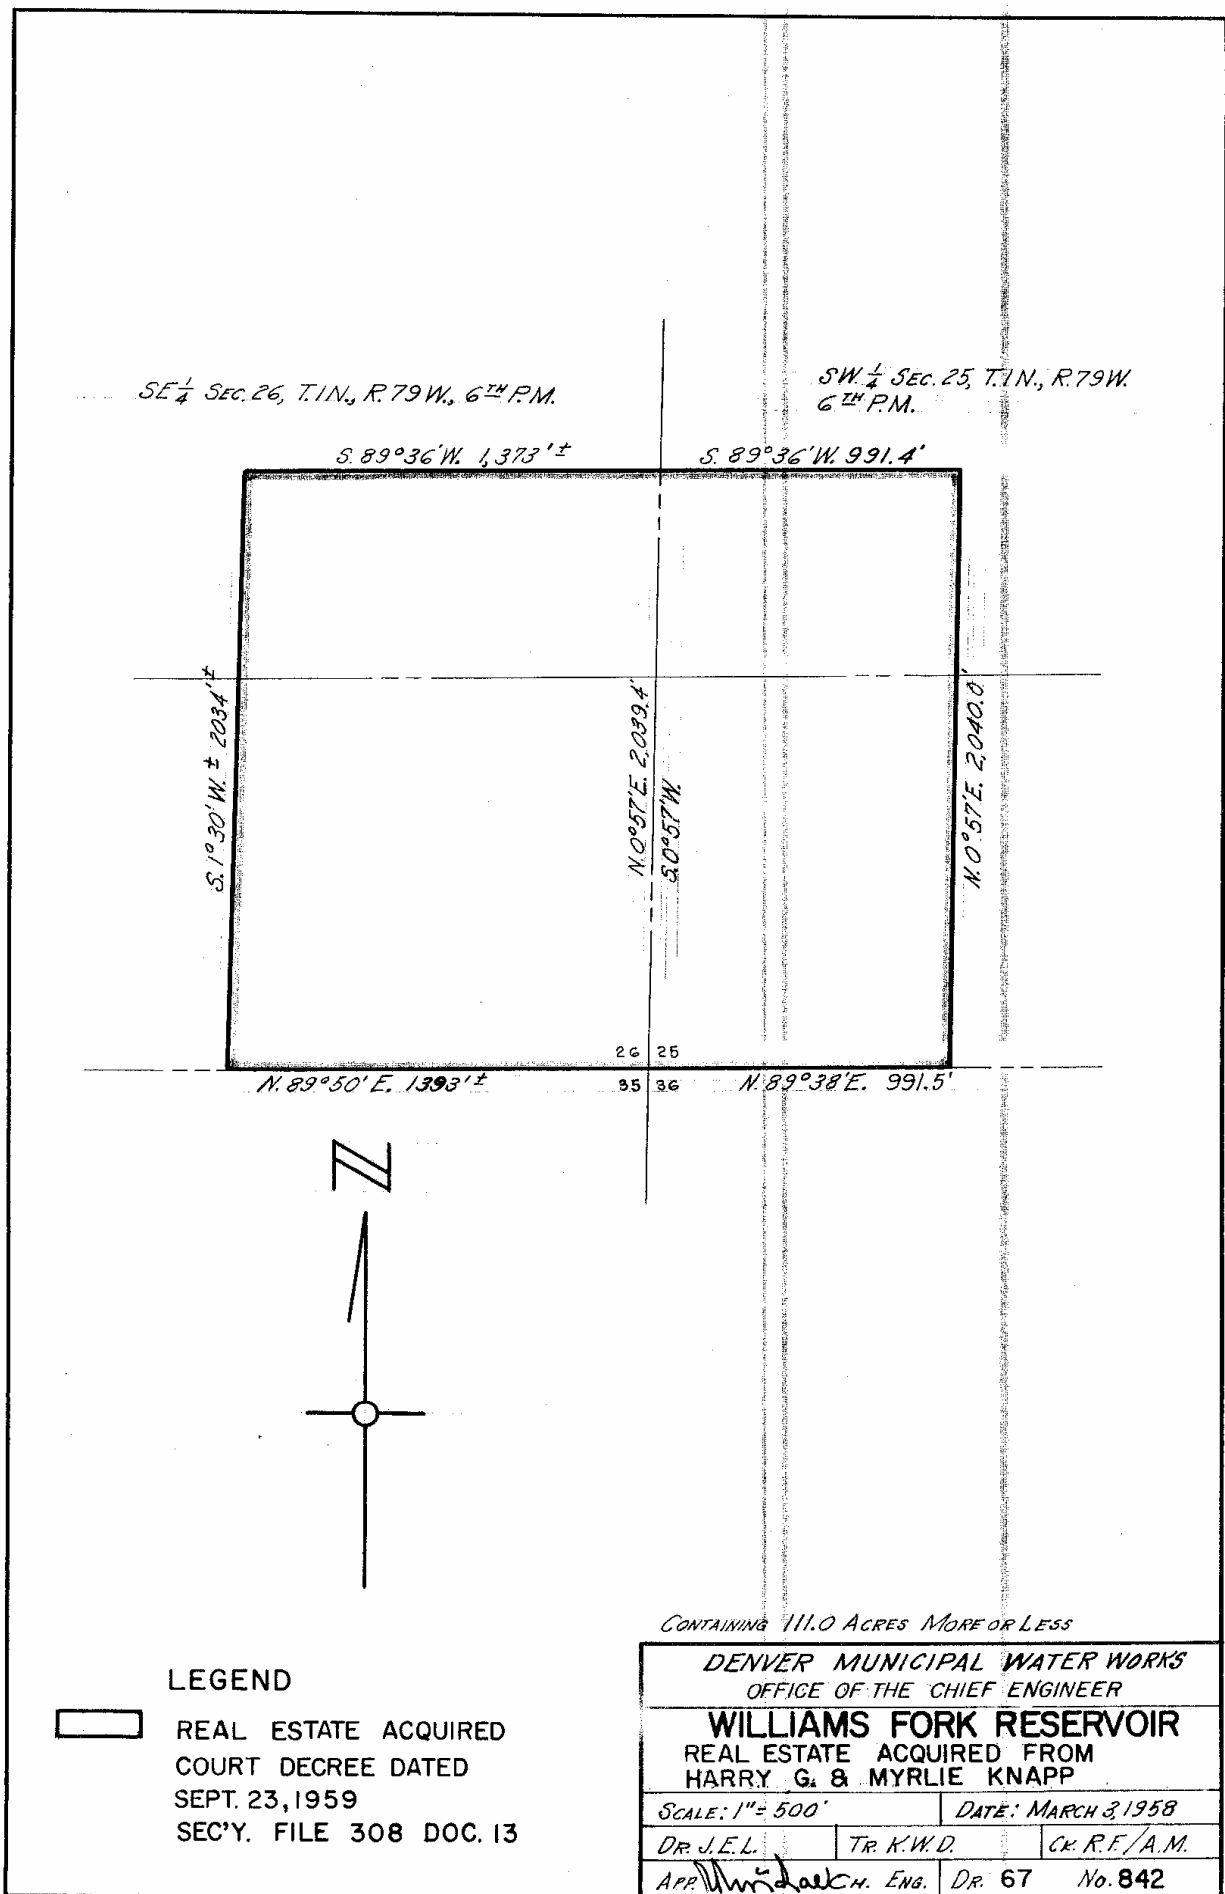 SE 1/4 SEC. 26, T.1N., R.79W., 6TH P.M.
SW. 1/4 SEC. 25, T.1N., R.79W.
6TH P.M.
S. 89°36'W. 1,373'±
S. 89°36'W. 991.4'
S. 1°30'W.± 2034'±
N.0°57'E. 2,039.4'
S.0°57'W.
N.0°57'E. 2,040.0'
26 25
35 36
N. 89°50'E. 1393'±
N. 89°38'E. 991.5'
N
CONTAINING 111.0 ACRES MORE OR LESS
LEGEND
REAL ESTATE ACQUIRED
COURT DECREE DATED
SEPT. 23, 1959
SEC'Y. FILE 308 DOC. 13
DENVER MUNICIPAL WATER WORKS
OFFICE OF THE CHIEF ENGINEER
WILLIAMS FORK RESERVOIR
REAL ESTATE ACQUIRED FROM
HARRY G. & MYRLIE KNAPP
SCALE: 1"= 500' DATE: MARCH 3, 1958
DR. J.E.L. TR. K.W.D. CK. R.F./A.M.
APP. CH. ENG. DR. 67 No. 842